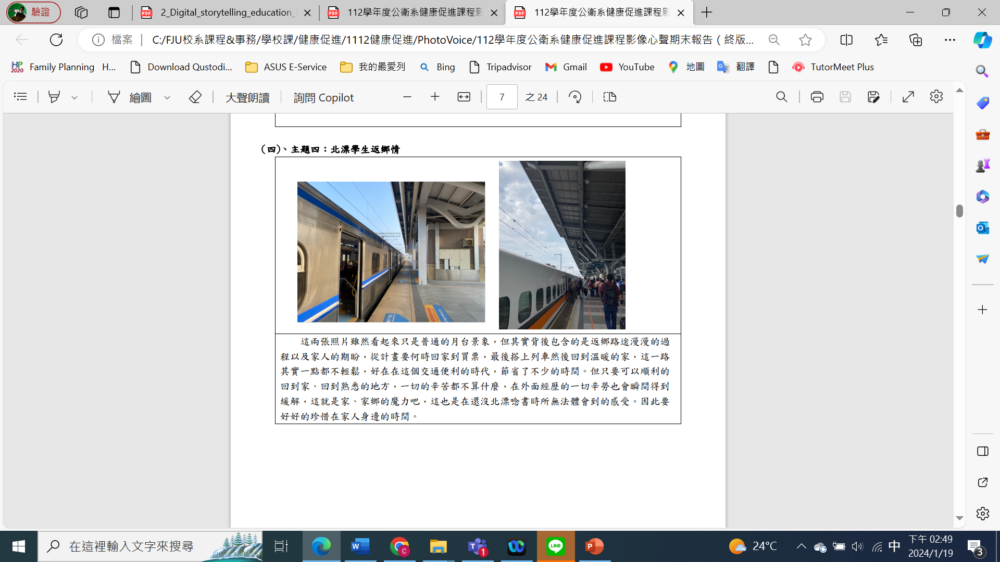 驗證
2_Digital_storytelling_education_
112學年度公衛系健康促進課程影
112學年度公衛系健康促進課程影
檔案
C:/FJU校系課程&事務/學校課/健康促進/1112健康促進/PhotoVoice/112學年度公衛系健康促進課程影像心聲期末報告（終版...
Family Planning H...
Download Qustodi...
ASUS E-Service
我的最愛列
Bing
Tripadvisor
Gmail
YouTube
地圖
翻譯
TutorMeet Plus
繪圖
大聲朗讀
詢問 Copilot
7
之 24
(四)、主題四：北漂學生返鄉情
這兩張照片雖然看起來只是普通的月台景象，但其實背後包含的是返鄉路途漫漫的過
程以及家人的期盼，從計畫要何時回家到買票，最後搭上列車然後回到溫暖的家，這一路
其實一點都不輕鬆，好在在這個交通便利的時代，節省了不少的時間。但只要可以順利的
回到家、回到熟悉的地方，一切的辛苦都不算什麼，在外面經歷的一切辛勞也會瞬間得到
緩解，這就是家、家鄉的魔力吧，這也是在還沒北漂唸書時所無法體會到的感受。因此要
好好的珍惜在家人身邊的時間。
在這裡輸入文字來搜尋
24°C
中
下午 02:49
2024/1/19
3